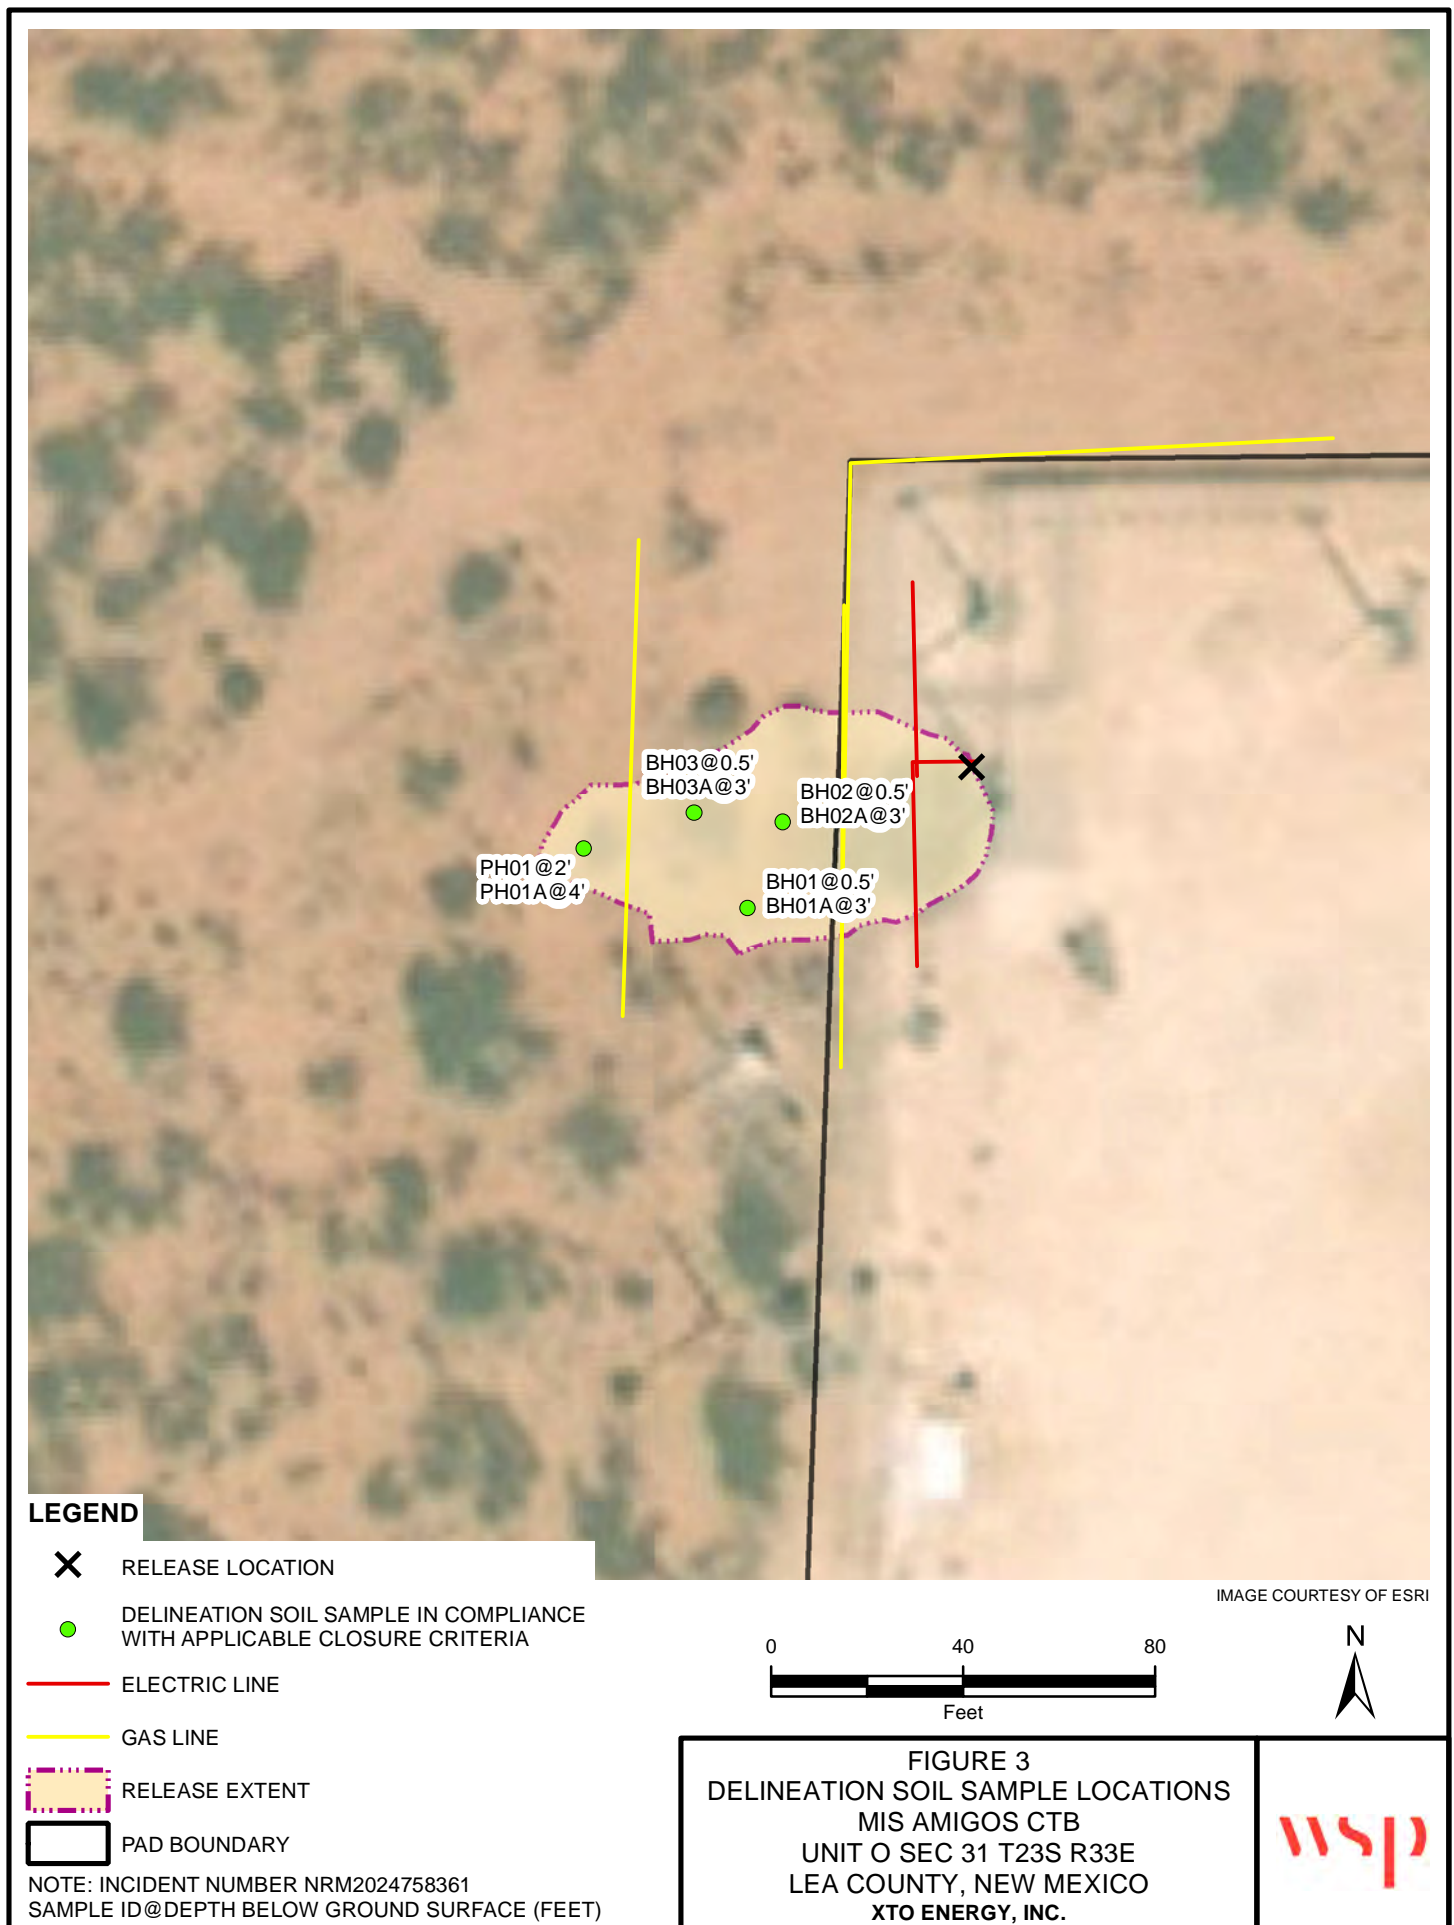 BH03@0.5'
BH03A@3'
BH02@0.5'
BH02A@3'
PH01@2'
PH01A@4'
BH01@0.5'
BH01A@3'
LEGEND
RELEASE LOCATION
DELINEATION SOIL SAMPLE IN COMPLIANCE
WITH APPLICABLE CLOSURE CRITERIA
ELECTRIC LINE
GAS LINE
RELEASE EXTENT
PAD BOUNDARY
NOTE: INCIDENT NUMBER NRM2024758361
SAMPLE ID@DEPTH BELOW GROUND SURFACE (FEET)
IMAGE COURTESY OF ESRI
0 40 80
Feet
N
FIGURE 3
DELINEATION SOIL SAMPLE LOCATIONS
MIS AMIGOS CTB
UNIT O SEC 31 T23S R33E
LEA COUNTY, NEW MEXICO
XTO ENERGY, INC.
wsp